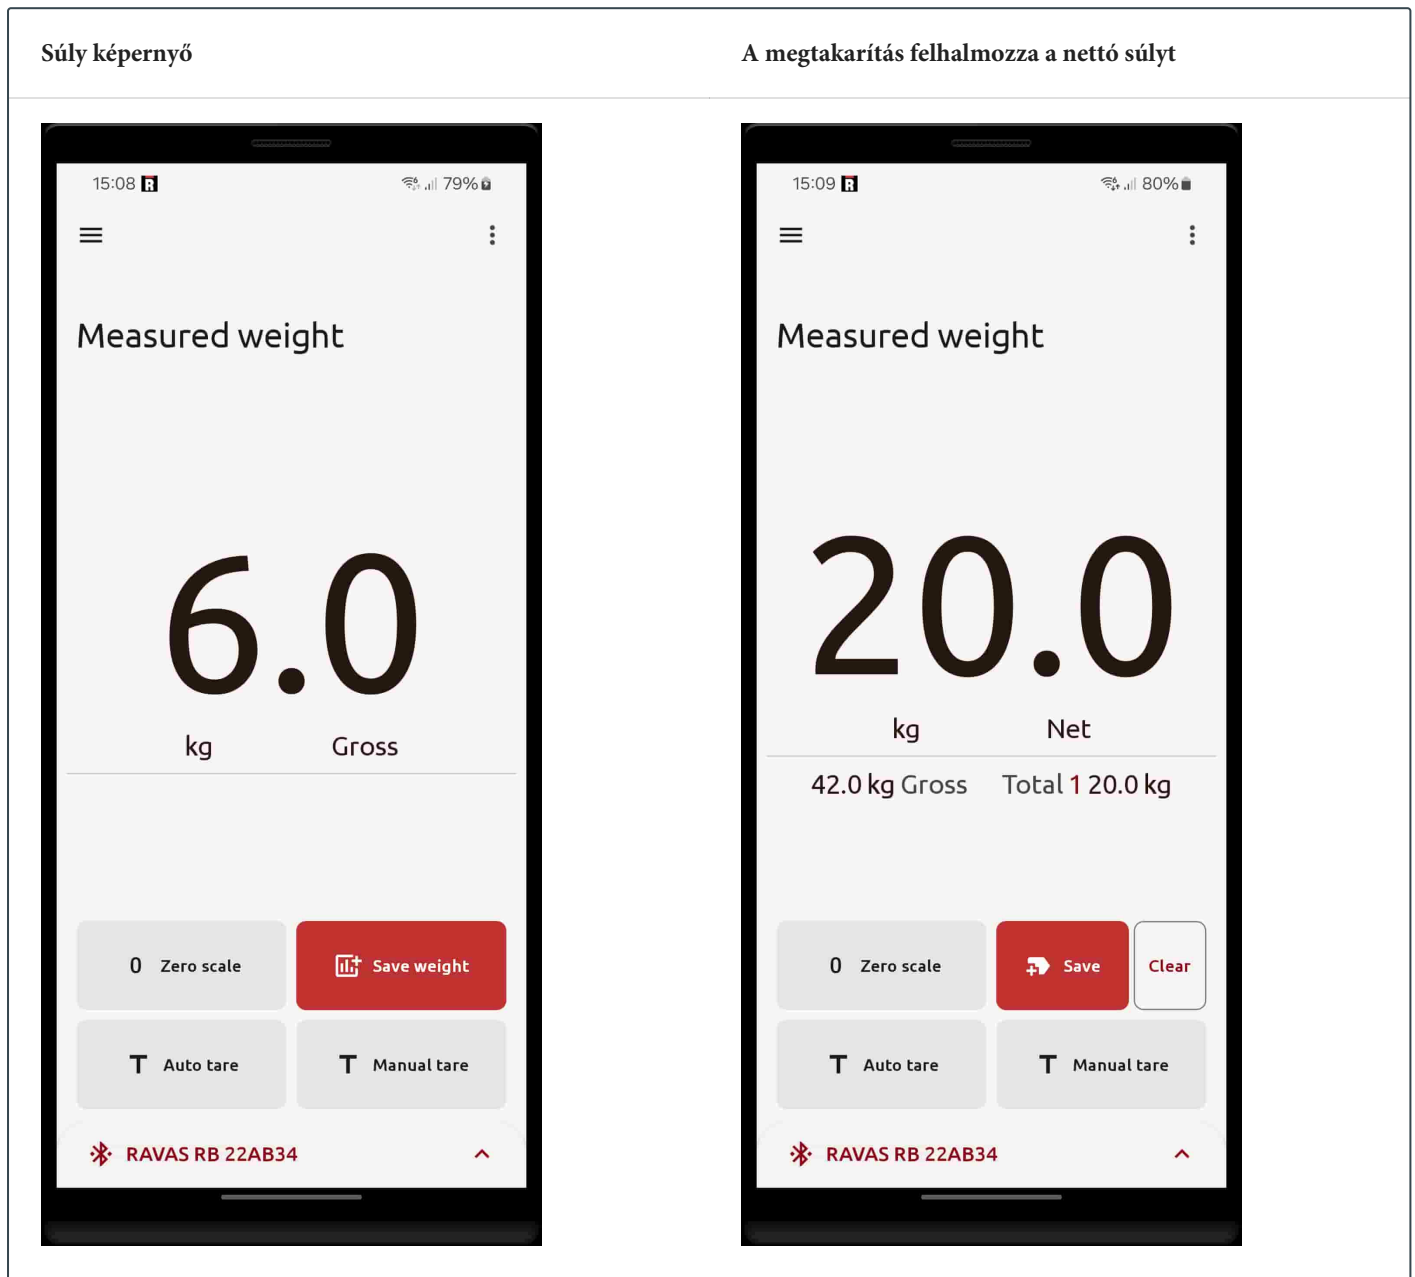 Súly képernyő
A megtakarítás felhalmozza a nettó súlyt
15:08 R 79%
Measured weight
6.0
kg Gross
0 Zero scale
Save weight
T Auto tare
T Manual tare
RAVAS RB 22AB34
15:09 R 80%
Measured weight
20.0
kg Net
42.0 kg Gross Total 1 20.0 kg
0 Zero scale
Save
Clear
T Auto tare
T Manual tare
RAVAS RB 22AB34